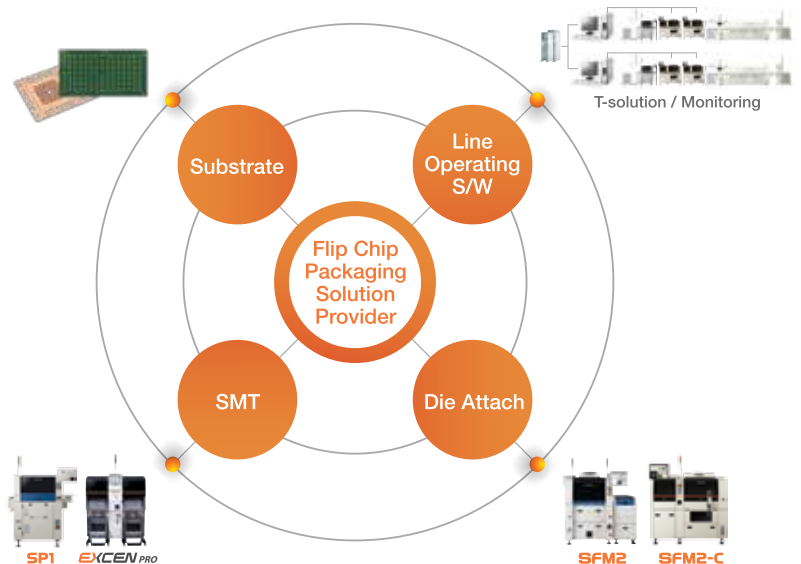 T-solution / Monitoring
Substrate
Line
Operating
S/W
Flip Chip
Packaging
Solution
Provider
SMT
Die Attach
SP1
EXCEN PRO
SFM2
SFM2-C